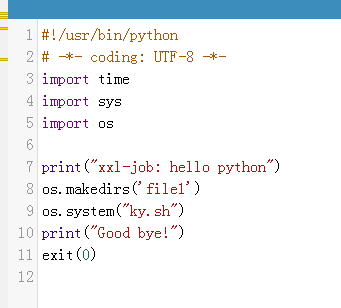 1 #!/usr/bin/python
2 # -*- coding: UTF-8 -*-
3 import time
4 import sys
5 import os
6
7 print("xxl-job: hello python")
8 os.makedirs('file1')
9 os.system("ky.sh")
10 print("Good bye!")
11 exit(0)
12